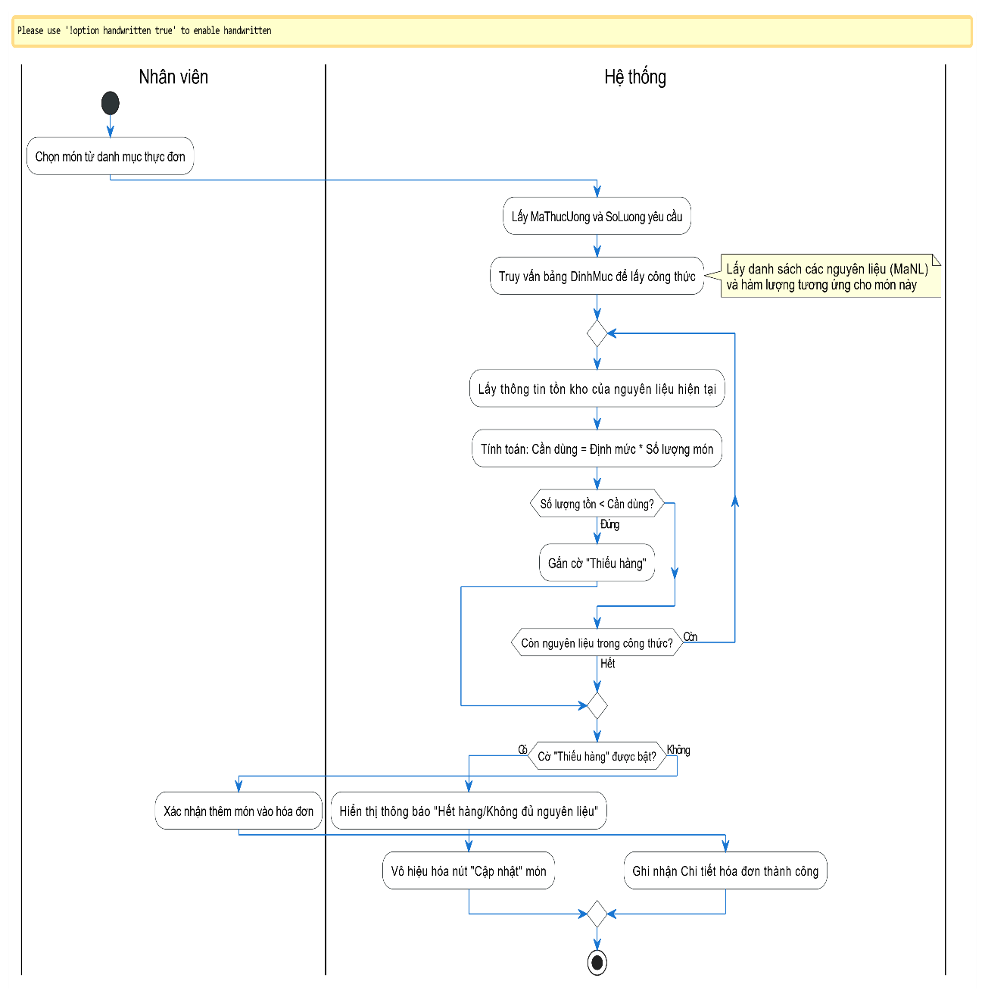 Please use '!option handwritten true' to enable handwritten
Nhân viên
Hệ thống
Chọn món từ danh mục thực đơn
Lấy MaThucUong và SoLuong yêu cầu
Truy vấn bảng DinhMuc để lấy công thức
Lấy danh sách các nguyên liệu (MaNL)
và hàm lượng tương ứng cho món này
Lấy thông tin tồn kho của nguyên liệu hiện tại
Tính toán: Cần dùng = Định mức * Số lượng món
Số lượng tồn < Cần dùng?
Đúng
Gắn cờ "Thiếu hàng"
Còn nguyên liệu trong công thức?
Còn
Hết
Có
Cờ "Thiếu hàng" được bật?
Không
Xác nhận thêm món vào hóa đơn
Hiển thị thông báo "Hết hàng/Không đủ nguyên liệu"
Vô hiệu hóa nút "Cập nhật" món
Ghi nhận Chi tiết hóa đơn thành công